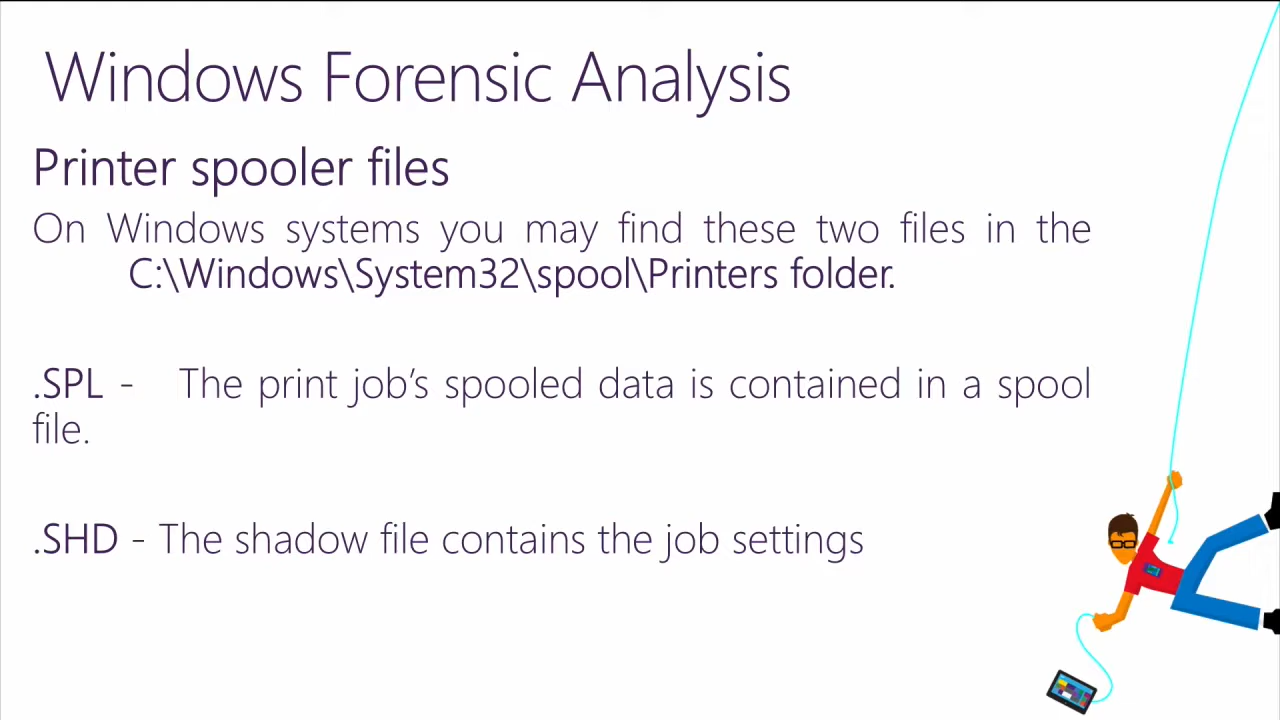 Windows Forensic Analysis
Printer spooler files
On Windows systems you may find these two files in the
C:\Windows\System32\spool\Printers folder.
.SPL - The print job’s spooled data is contained in a spool
file.
.SHD - The shadow file contains the job settings